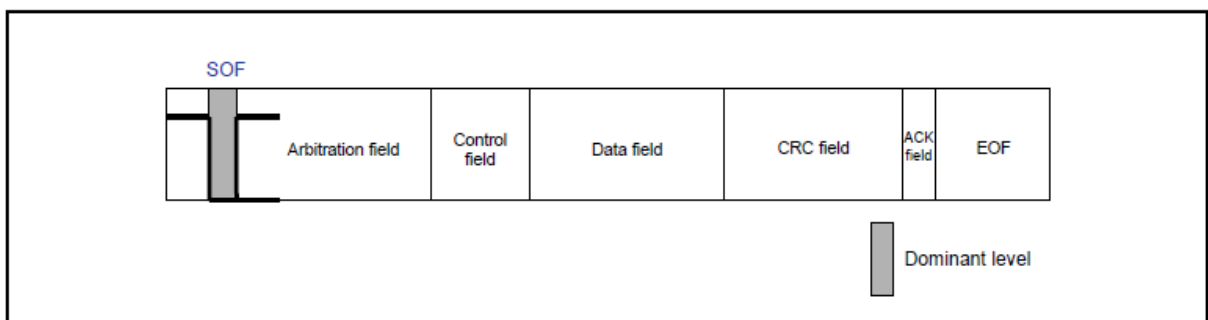 SOF
Arbitration field
Control
field
Data field
CRC field
ACK
field
EOF
Dominant level